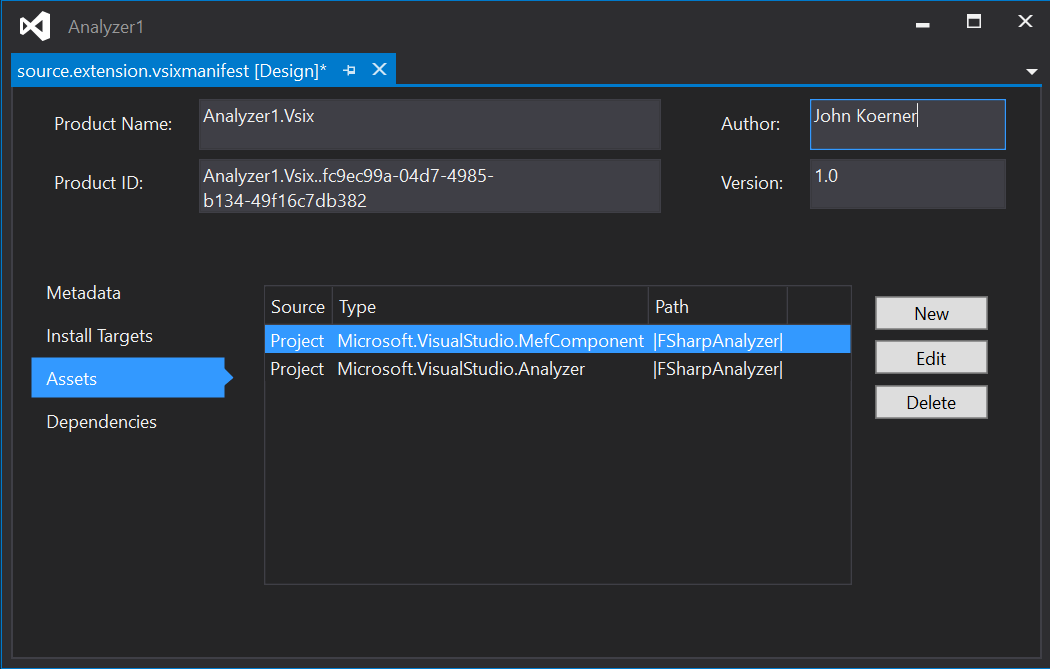 Analyzer1
source.extension.vsixmanifest [Design]*
Product Name:
Analyzer1.Vsix
Author:
John Koerner
Product ID:
Analyzer1.Vsix..fc9ec99a-04d7-4985-
b134-49f16c7db382
Version:
1.0
Metadata
Install Targets
Assets
Dependencies
Source Type Path
Project Microsoft.VisualStudio.MefComponent |FSharpAnalyzer|
Project Microsoft.VisualStudio.Analyzer |FSharpAnalyzer|
New
Edit
Delete